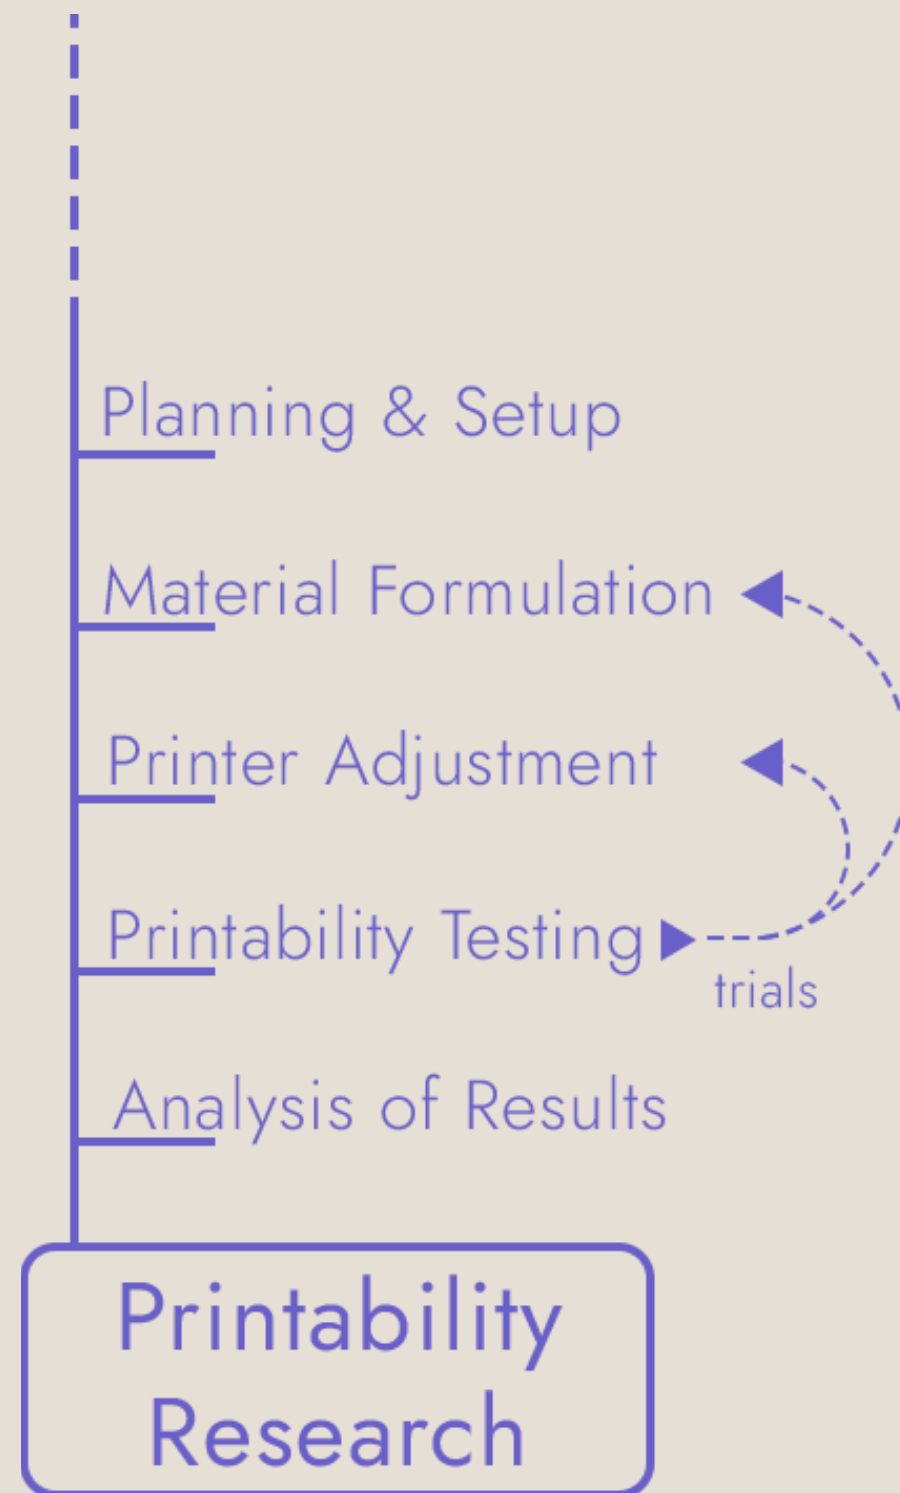 Planning & Setup
Material Formulation
Printer Adjustment
Printability Testing
trials
Analysis of Results
Printability
Research